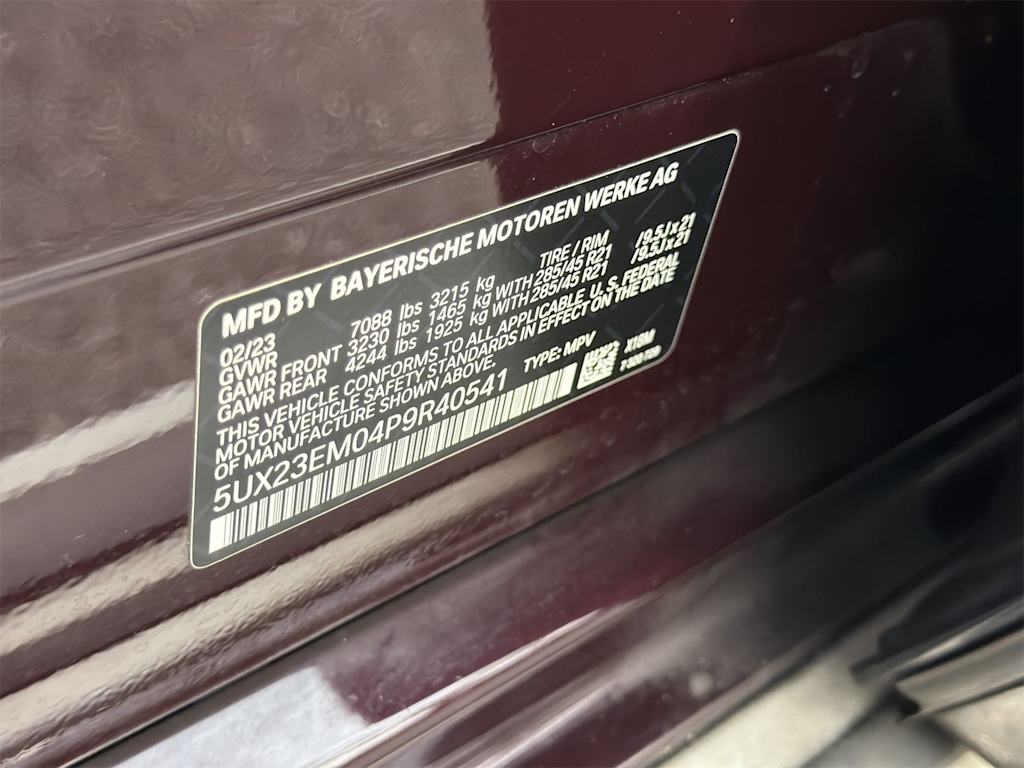 MFD BY BAYERISCHE MOTOREN WERKE AG
02/23 TIRE / RIM
GVWR 7088 lbs 3215 kg
GAWR FRONT 3230 lbs 1465 kg WITH 285/45 R21 /9.5Jx21
GAWR REAR 4244 lbs 1925 kg WITH 285/45 R21 /9.5Jx21
THIS VEHICLE CONFORMS TO ALL APPLICABLE U.S. FEDERAL
MOTOR VEHICLE SAFETY STANDARDS IN EFFECT ON THE DATE
OF MANUFACTURE SHOWN ABOVE.
TYPE: MPV
5UX23EM04P9R40541
X18M